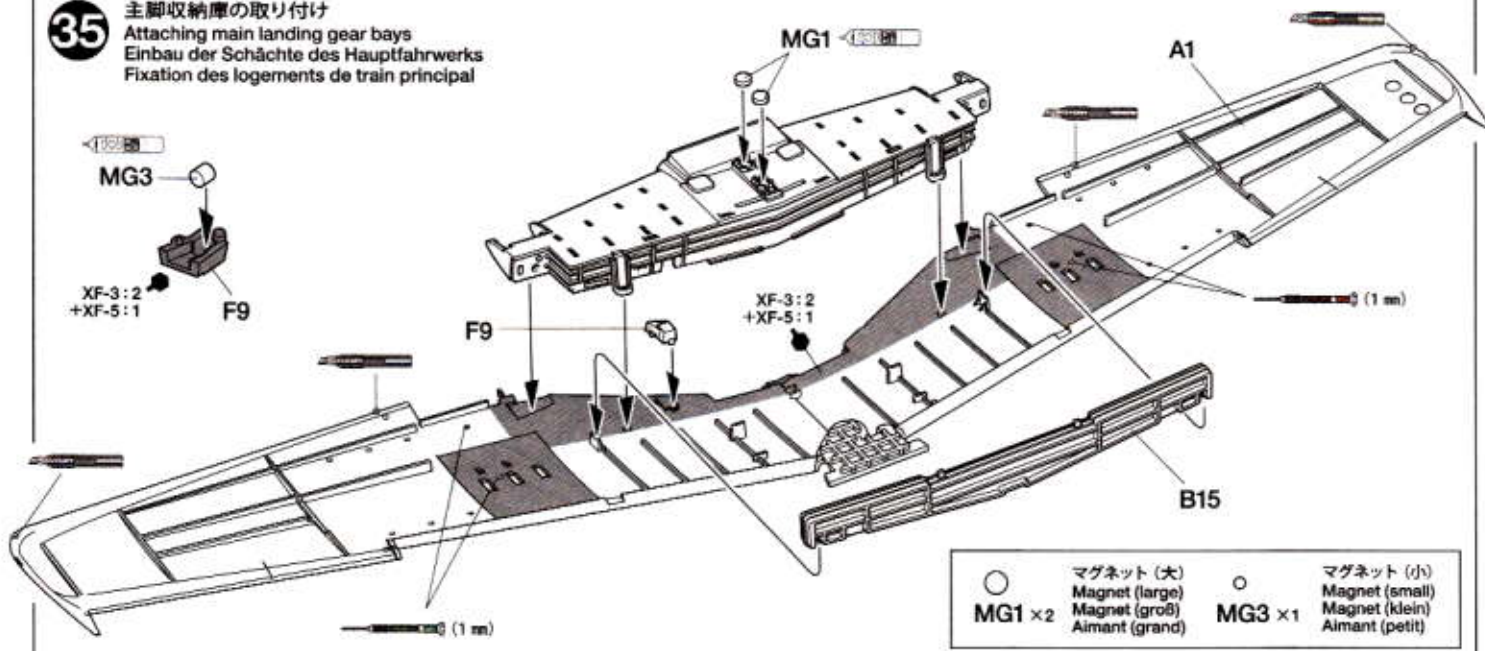 35
主脚収納庫の取り付け
Attaching main landing gear bays
Einbau der Schächte des Hauptfahrwerks
Fixation des logements de train principal
MG1
A1
MG3
XF-3:2
+XF-5:1
F9
F9
XF-3:2
+XF-5:1
(1 mm)
B15
(1 mm)
MG1 ×2
マグネット (大)
Magnet (large)
Magnet (groß)
Aimant (grand)
MG3 ×1
マグネット (小)
Magnet (small)
Magnet (klein)
Aimant (petit)